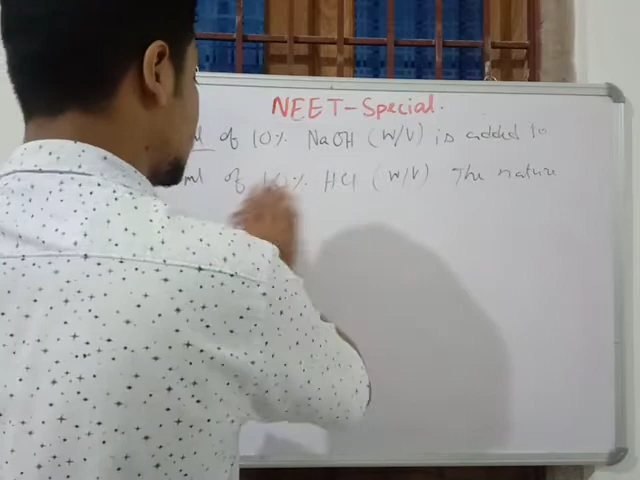 NEET-Special.
ml of 10% NaOH (W/V) is added to
ml of 10% HCl (W/V) The nature